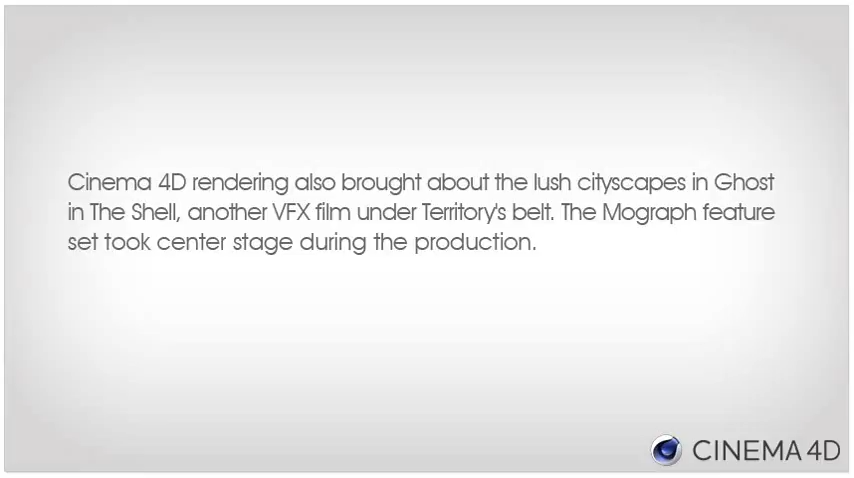 Cinema 4D rendering also brought about the lush cityscapes in Ghost
in The Shell, another VFX film under Territory's belt. The Mograph feature
set took center stage during the production.
CINEMA 4D